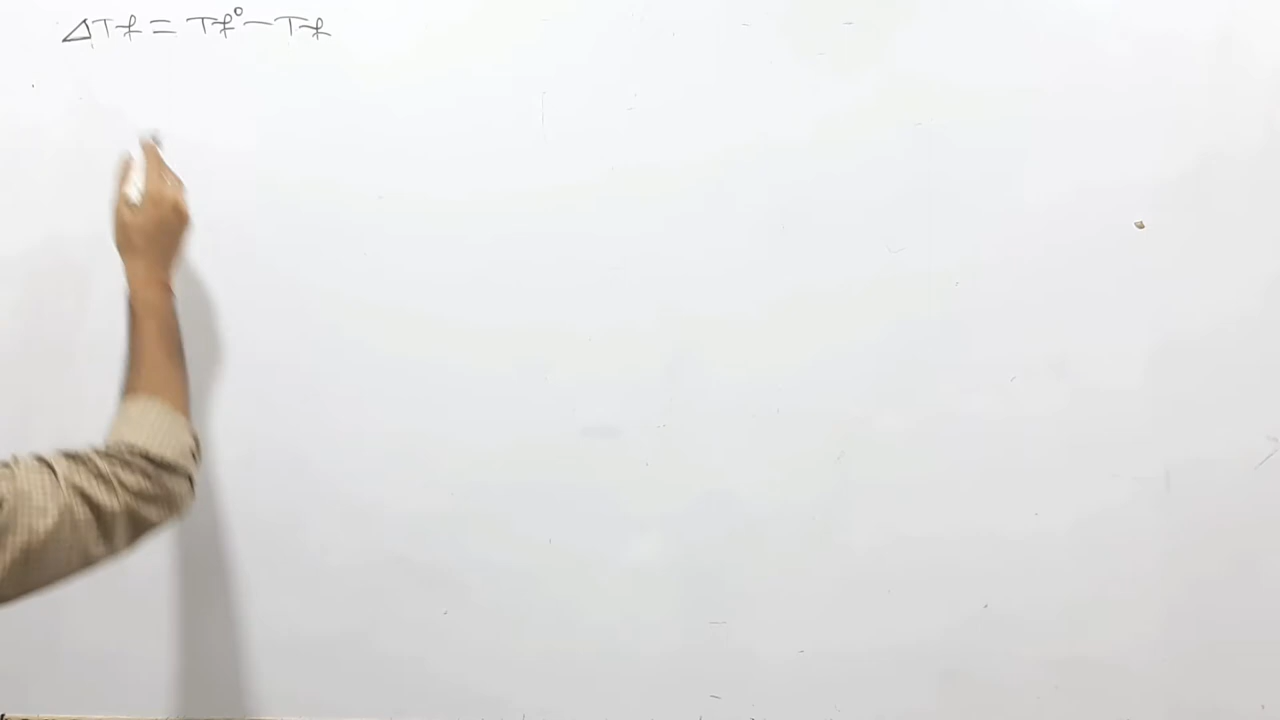 ΔTf = Tf° - Tf